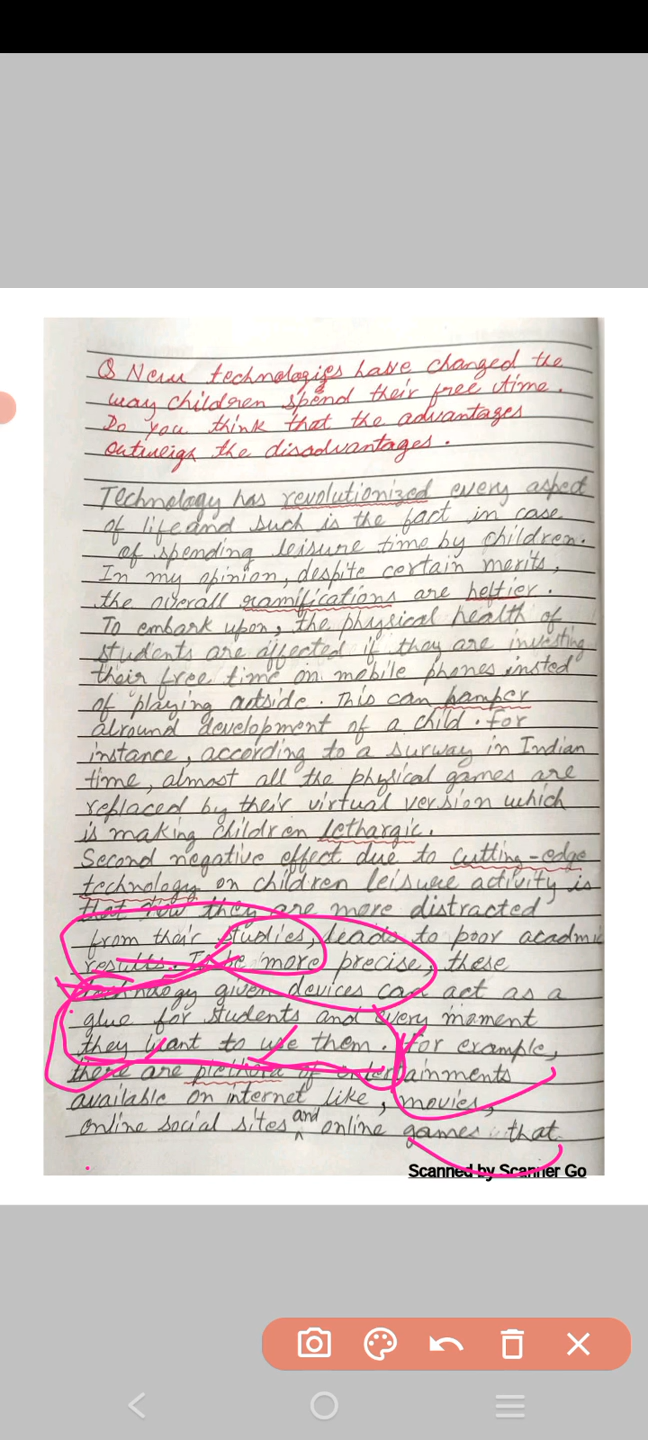 Q New technologies have changed the
way children spend their free time.
Do you think that the advantages
outweigh the disadvantages.
Technology has revolutionized every aspect
of life and such is the fact in case
of spending leisure time by children.
In my opinion, despite certain merits,
the overall ramifications are heftier.
To embark upon, the physical health of
students are affected if they are investing
their free time on mobile phones insted
of playing outside. This can hamper
alround development of a child. For
instance, according to a surway in Indian
time, almost all the physical games are
replaced by their virtual version which
is making children lethargic.
Second negative effect due to cutting-edge
technology on children leisure activity is
that now they are more distracted
from their studies, leads to poor acadmic
results. To be more precise, these
technology given devices can act as a
glue for students and every moment
they want to use them. For example,
there are plethora of entertainments
available on internet like, movies,
online social sites and online games that
Scanned by Scanner Go